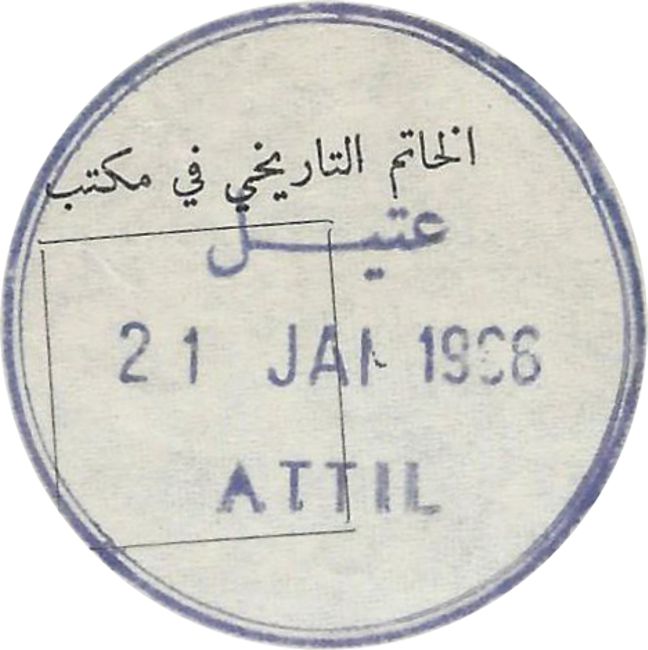 الخاتم التاريخي في مكتب
عتيل
21 JAN 1966
ATTIL